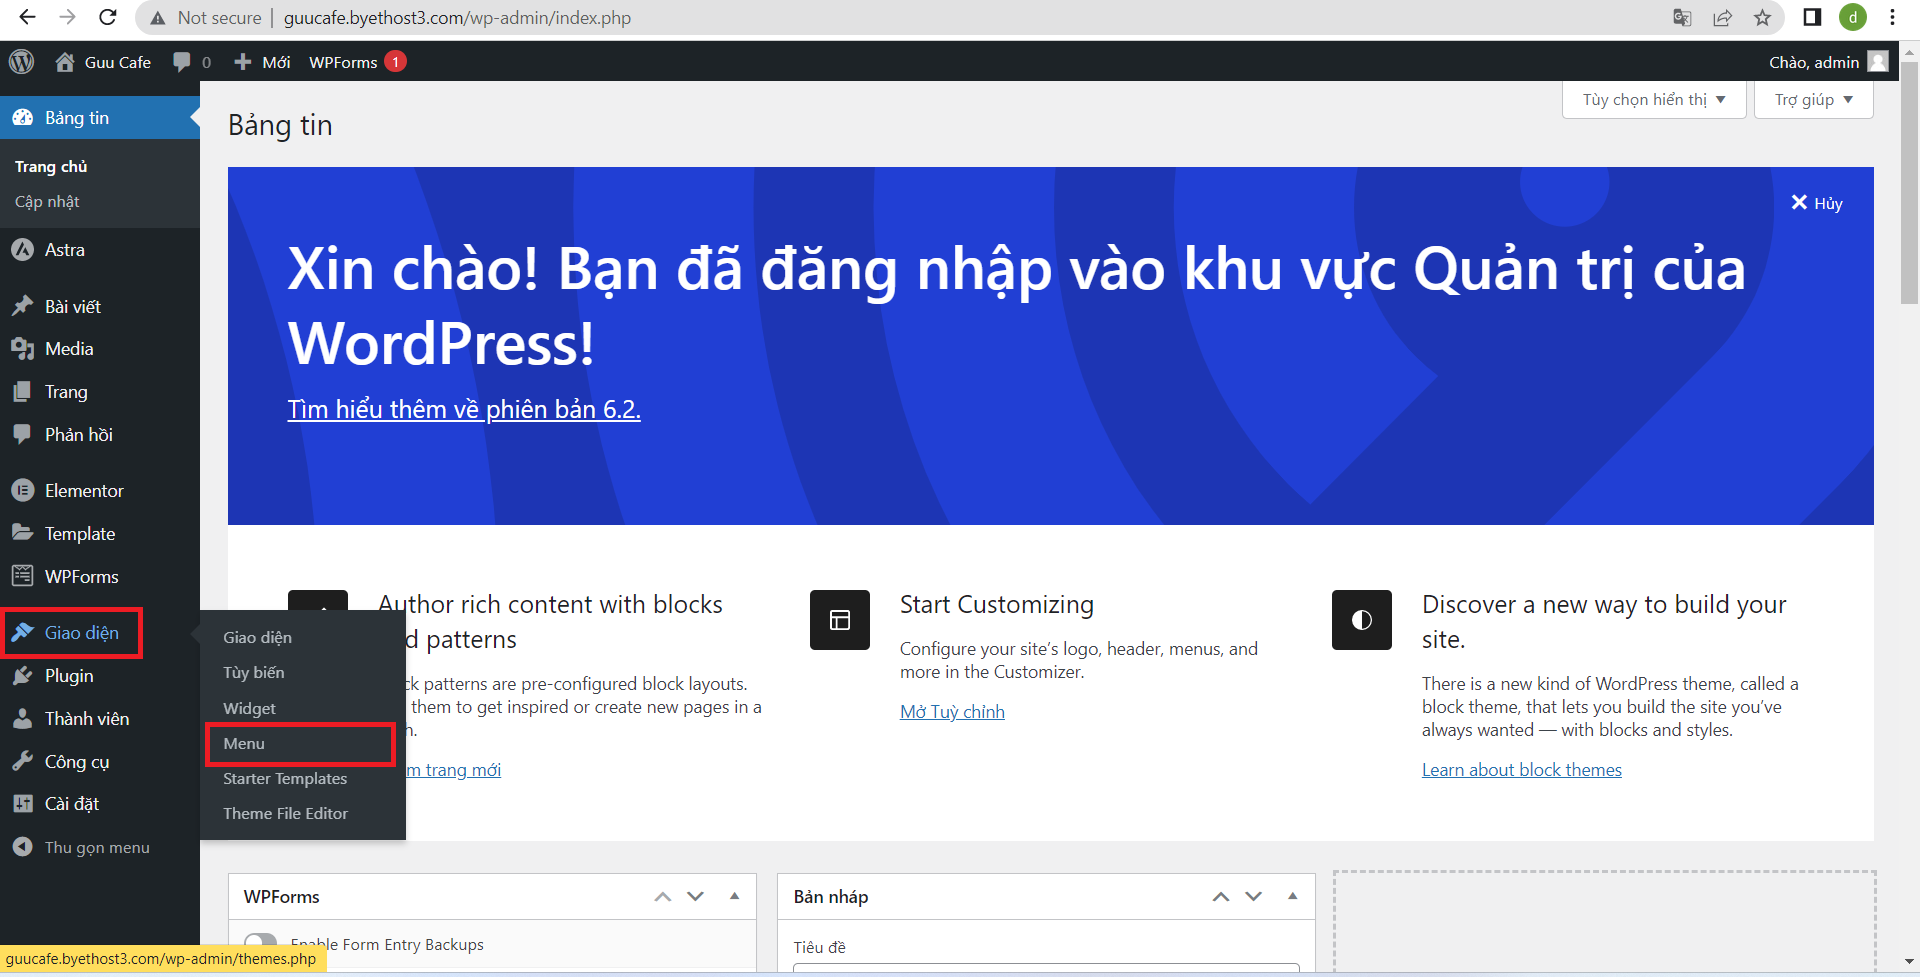 Not secure | guucafe.byethost3.com/wp-admin/index.php
d
Guu Cafe
0
Mới
WPForms 1
Chào, admin
Bảng tin
Trang chủ
Cập nhật
Astra
Bài viết
Media
Trang
Phản hồi
Elementor
Template
WPForms
Giao diện
Plugin
Thành viên
Công cụ
Cài đặt
Thu gọn menu
Giao diện
Tùy biến
Widget
Menu
Starter Templates
Theme File Editor
Tùy chọn hiển thị
Trợ giúp
Bảng tin
Hủy
Xin chào! Bạn đã đăng nhập vào khu vực Quản trị của
WordPress!
Tìm hiểu thêm về phiên bản 6.2.
Author rich content with blocks
patterns
patterns are pre-configured block layouts.
them to get inspired or create new pages in a
trang mới
Start Customizing
Configure your site’s logo, header, menus, and
more in the Customizer.
Mở Tuỳ chỉnh
Discover a new way to build your
site.
There is a new kind of WordPress theme, called a
block theme, that lets you build the site you’ve
always wanted — with blocks and styles.
Learn about block themes
WPForms
Enable Form Entry Backups
Bản nháp
Tiêu đề
guucafe.byethost3.com/wp-admin/themes.php